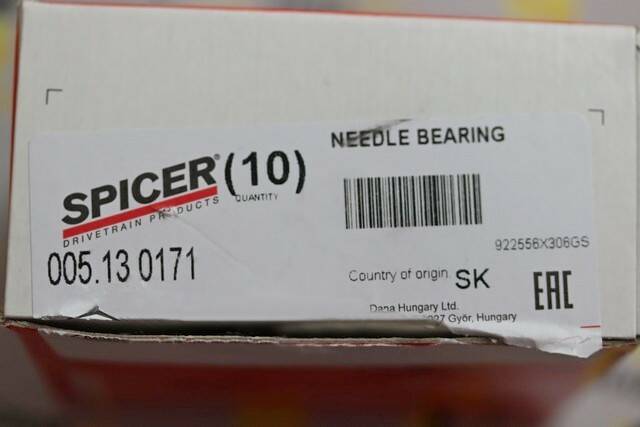 SPICER®
DRIVETRAIN PRODUCTS
(10)
QUANTITY
005.13 0171
NEEDLE BEARING
922556X306GS
Country of origin SK
EAC
Dana Hungary Ltd.
Győr, Hungary